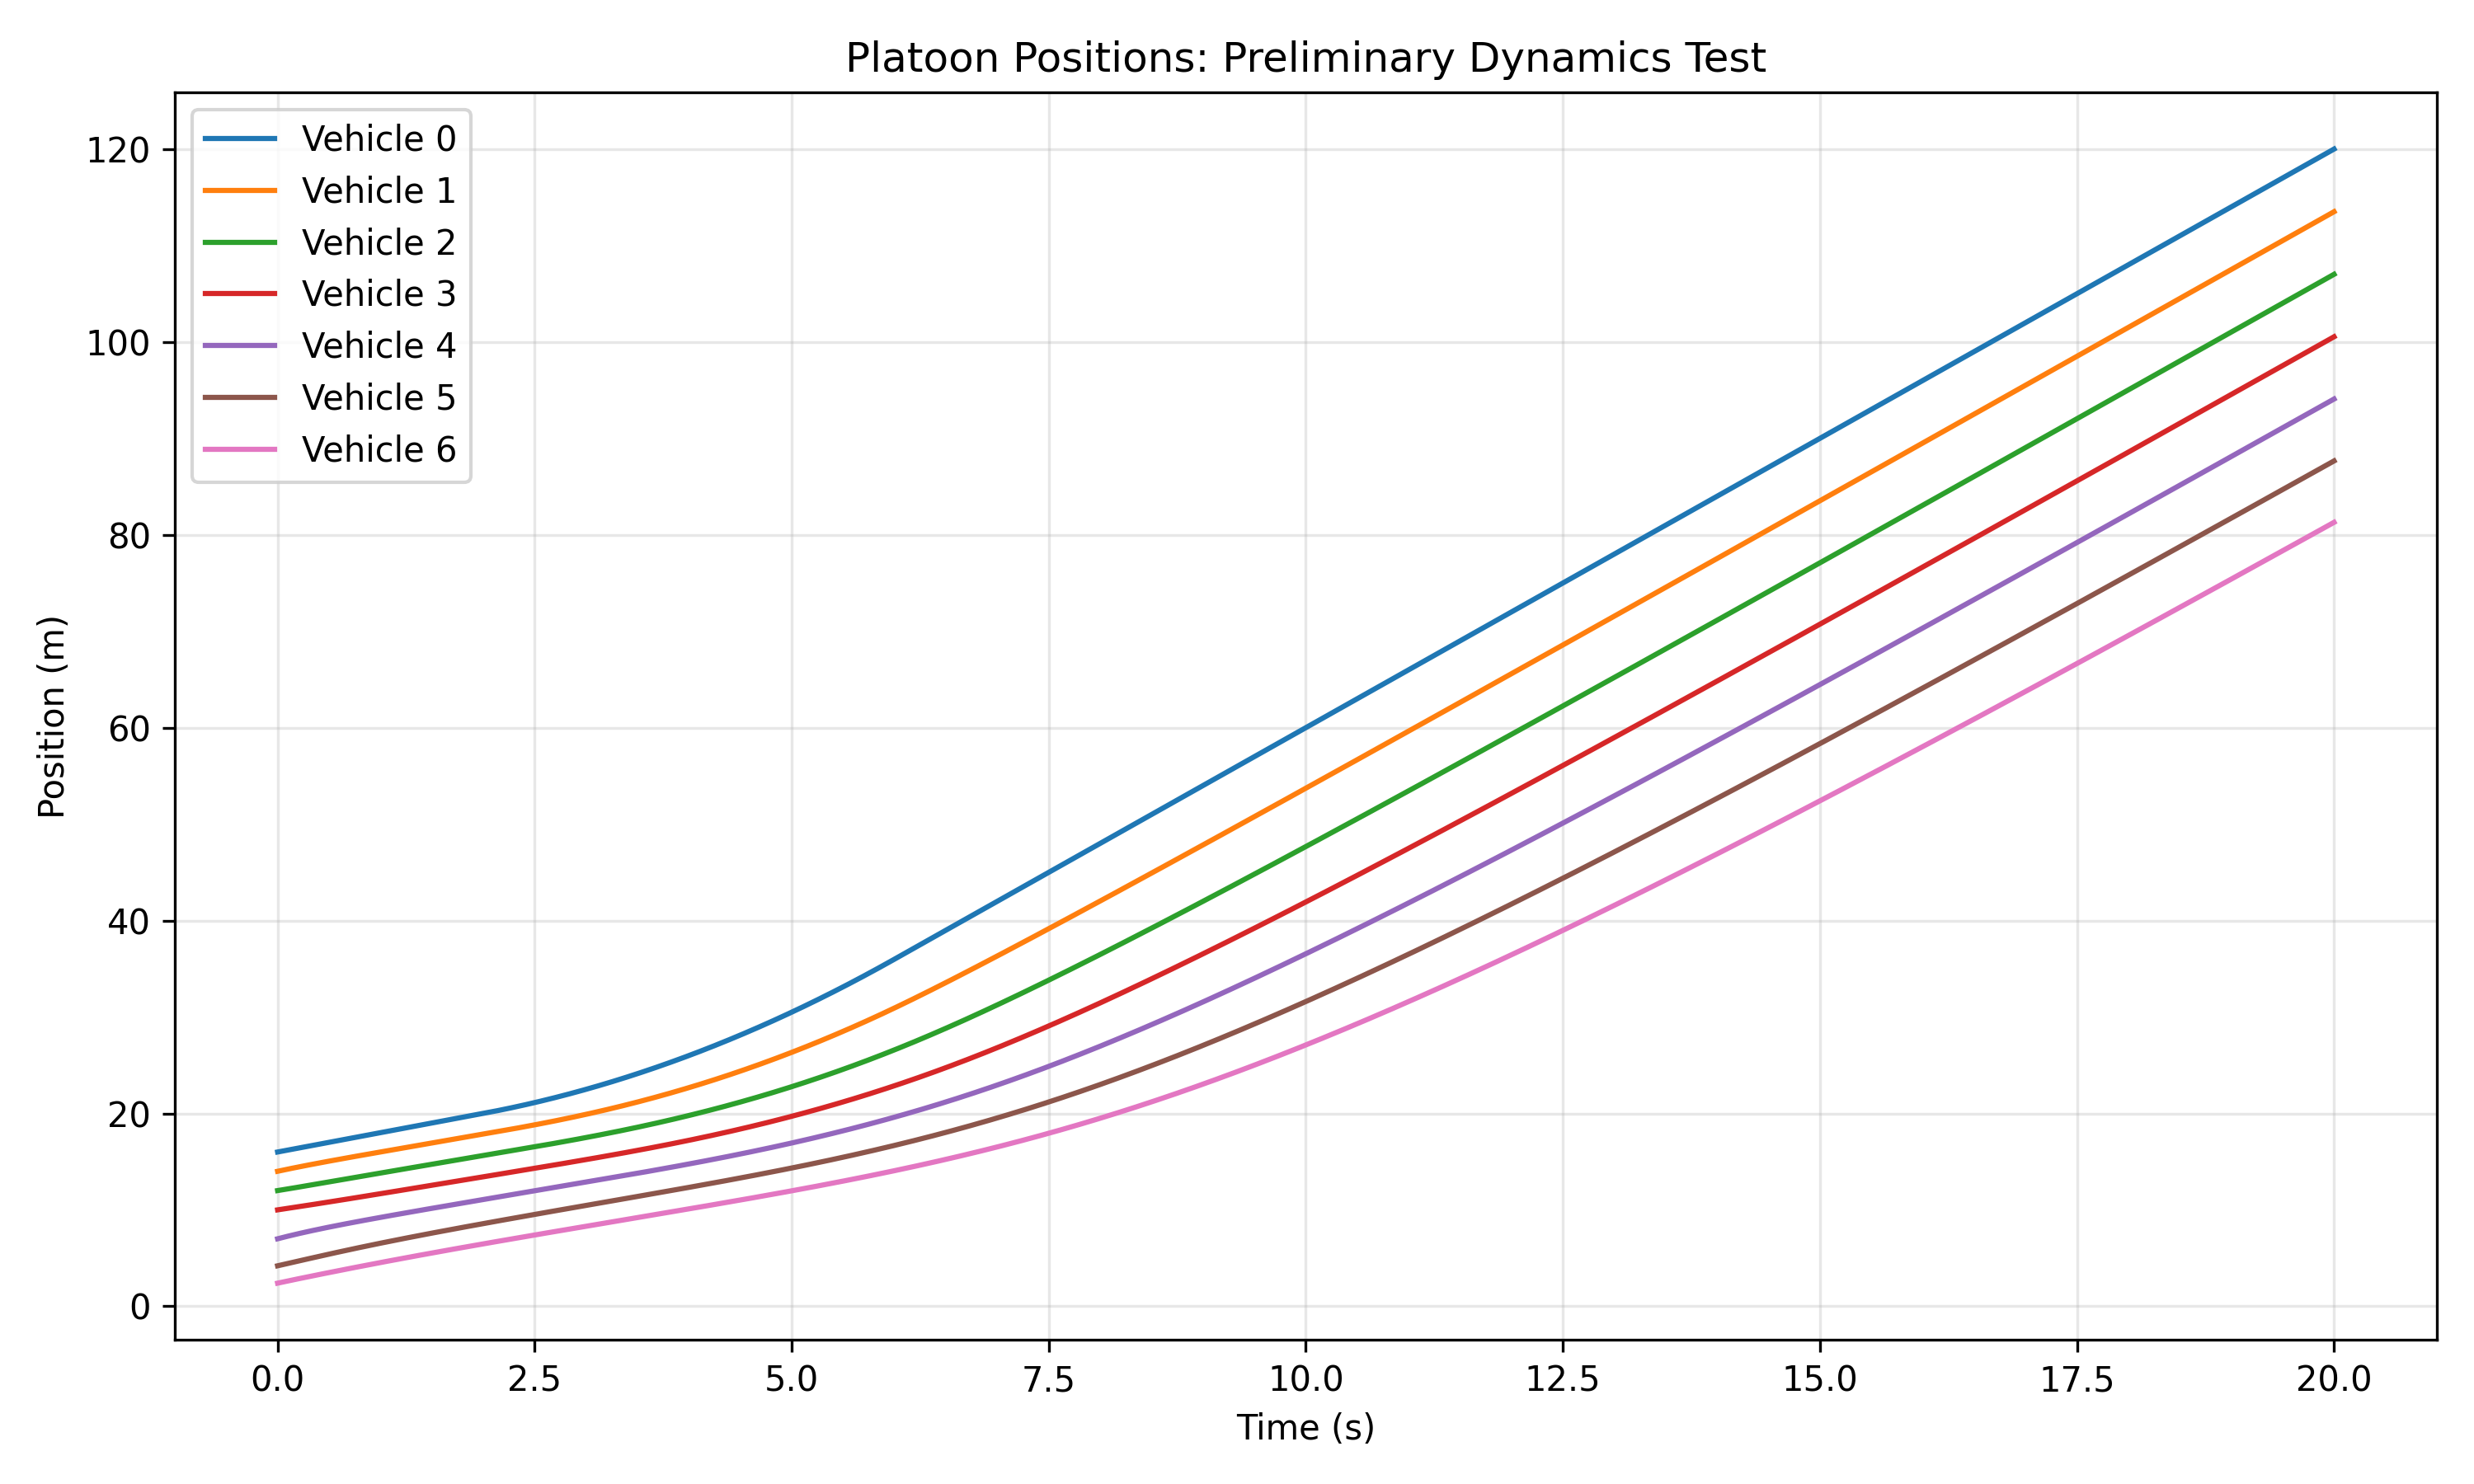 Platoon Positions: Preliminary Dynamics Test
Vehicle 0
Vehicle 1
Vehicle 2
Vehicle 3
Vehicle 4
Vehicle 5
Vehicle 6
120
100
80
60
40
20
0
Position (m)
0.0 2.5 5.0 7.5 10.0 12.5 15.0 17.5 20.0
Time (s)